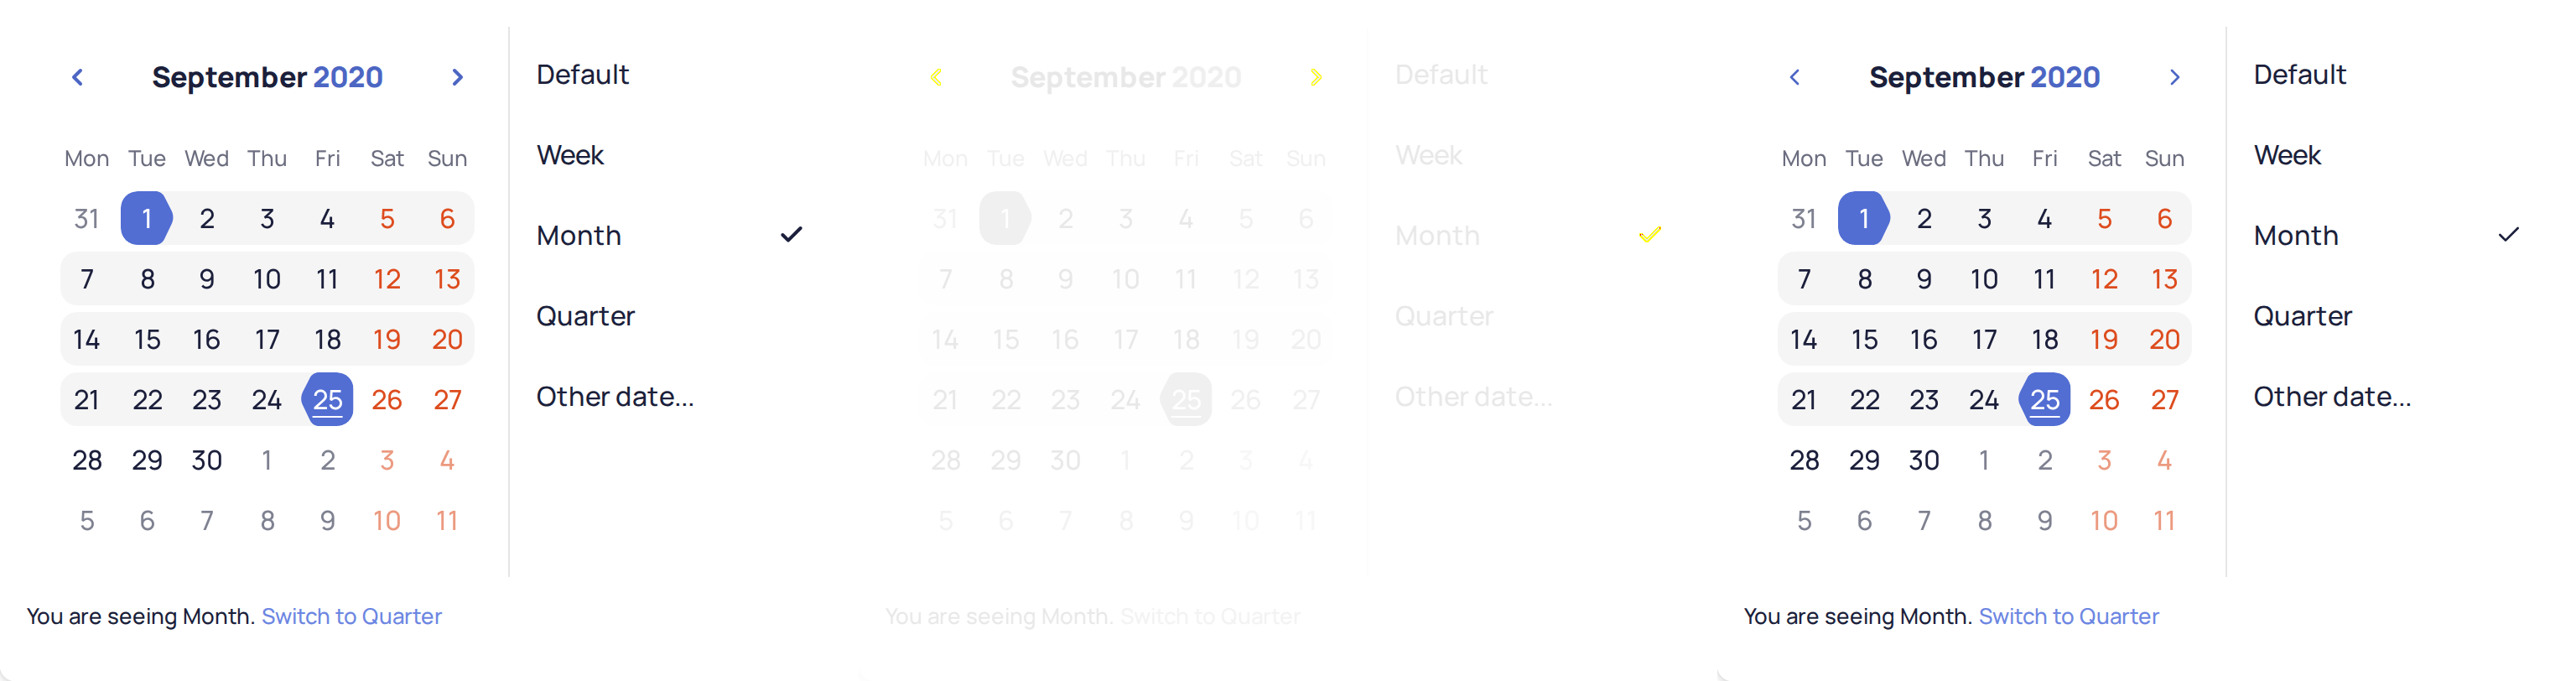 September 2020
Mon Tue Wed Thu Fri Sat Sun
31 1 2 3 4 5 6
7 8 9 10 11 12 13
14 15 16 17 18 19 20
21 22 23 24 25 26 27
28 29 30 1 2 3 4
5 6 7 8 9 10 11
Default
Week
Month
Quarter
Other date...
You are seeing Month. Switch to Quarter
September 2020
Mon Tue Wed Thu Fri Sat Sun
31 1 2 3 4 5 6
7 8 9 10 11 12 13
14 15 16 17 18 19 20
21 22 23 24 25 26 27
28 29 30 1 2 3 4
5 6 7 8 9 10 11
Default
Week
Month
Quarter
Other date...
You are seeing Month. Switch to Quarter
September 2020
Mon Tue Wed Thu Fri Sat Sun
31 1 2 3 4 5 6
7 8 9 10 11 12 13
14 15 16 17 18 19 20
21 22 23 24 25 26 27
28 29 30 1 2 3 4
5 6 7 8 9 10 11
Default
Week
Month
Quarter
Other date...
You are seeing Month. Switch to Quarter